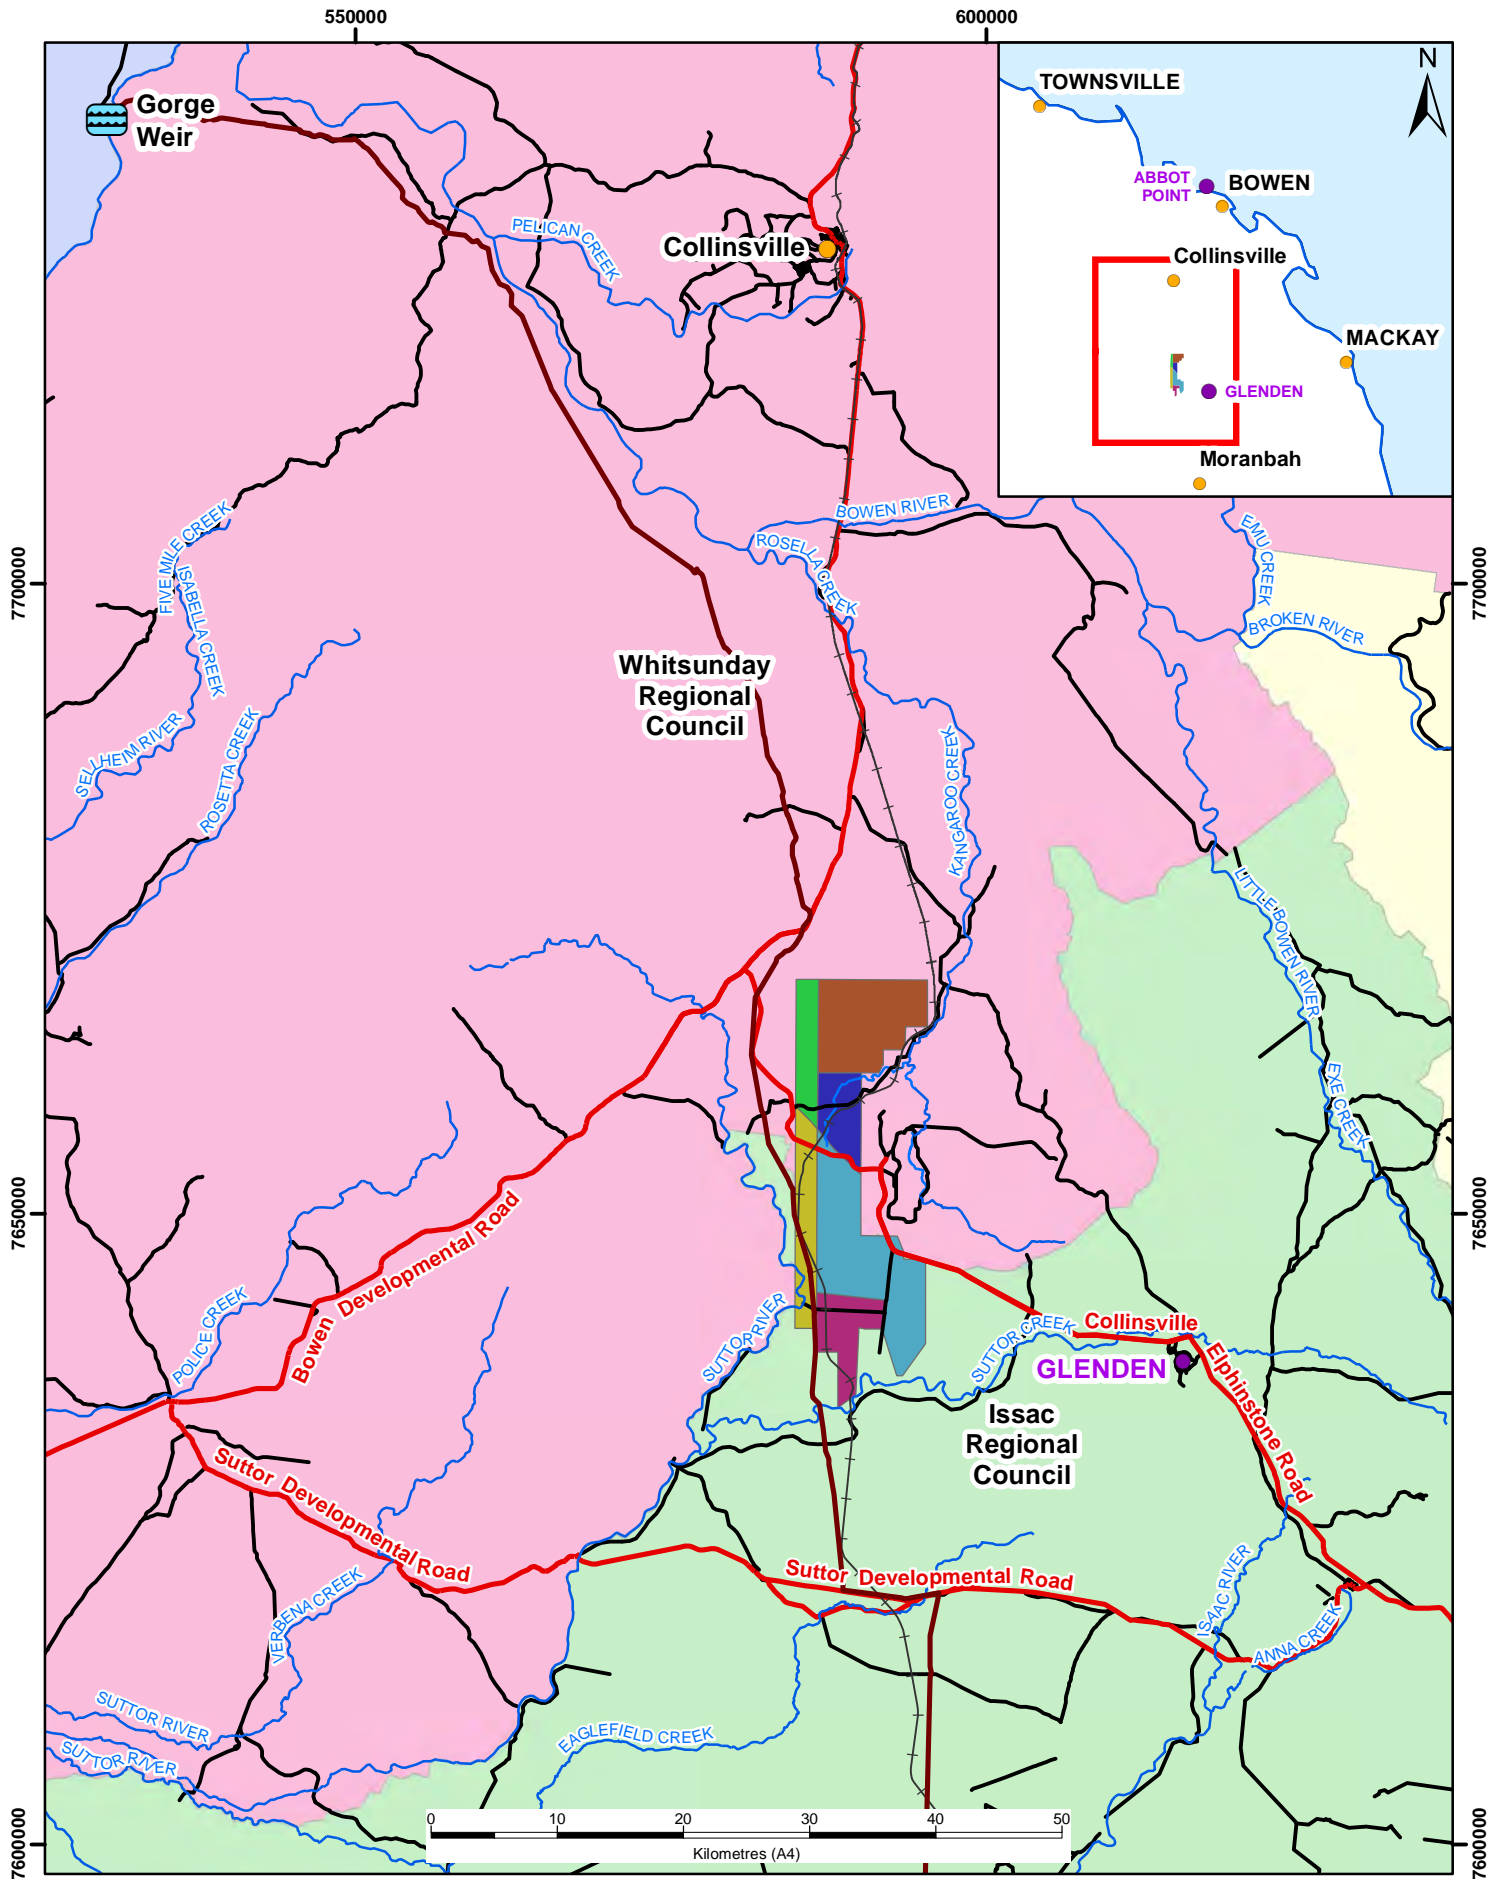 550000
600000
Gorge
Weir
N
TOWNSVILLE
ABBOT
POINT
BOWEN
Collinsville
MACKAY
GLENDEN
Moranbah
PELICAN CREEK
Collinsville
BOWEN RIVER
ROSELLA CREEK
EMU CREEK
BROKEN RIVER
FIVE MILE CREEK
ISABELLA CREEK
7700000
7700000
Whitsunday
Regional
Council
SELLHEIM RIVER
ROSETTA CREEK
KANGAROO CREEK
LITTLE BOWEN RIVER
EXE CREEK
7650000
7650000
Bowen Developmental Road
POLICE CREEK
SUTTOR RIVER
SUTTOR CREEK
Collinsville
Elphinstone Road
GLENDEN
Issac
Regional
Council
Suttor Developmental Road
Suttor Developmental Road
VERBENA CREEK
ISAAC RIVER
ANNA CREEK
SUTTOR RIVER
SUTTOR RIVER
EAGLEFIELD CREEK
7600000
7600000
0 10 20 30 40 50
Kilometres (A4)